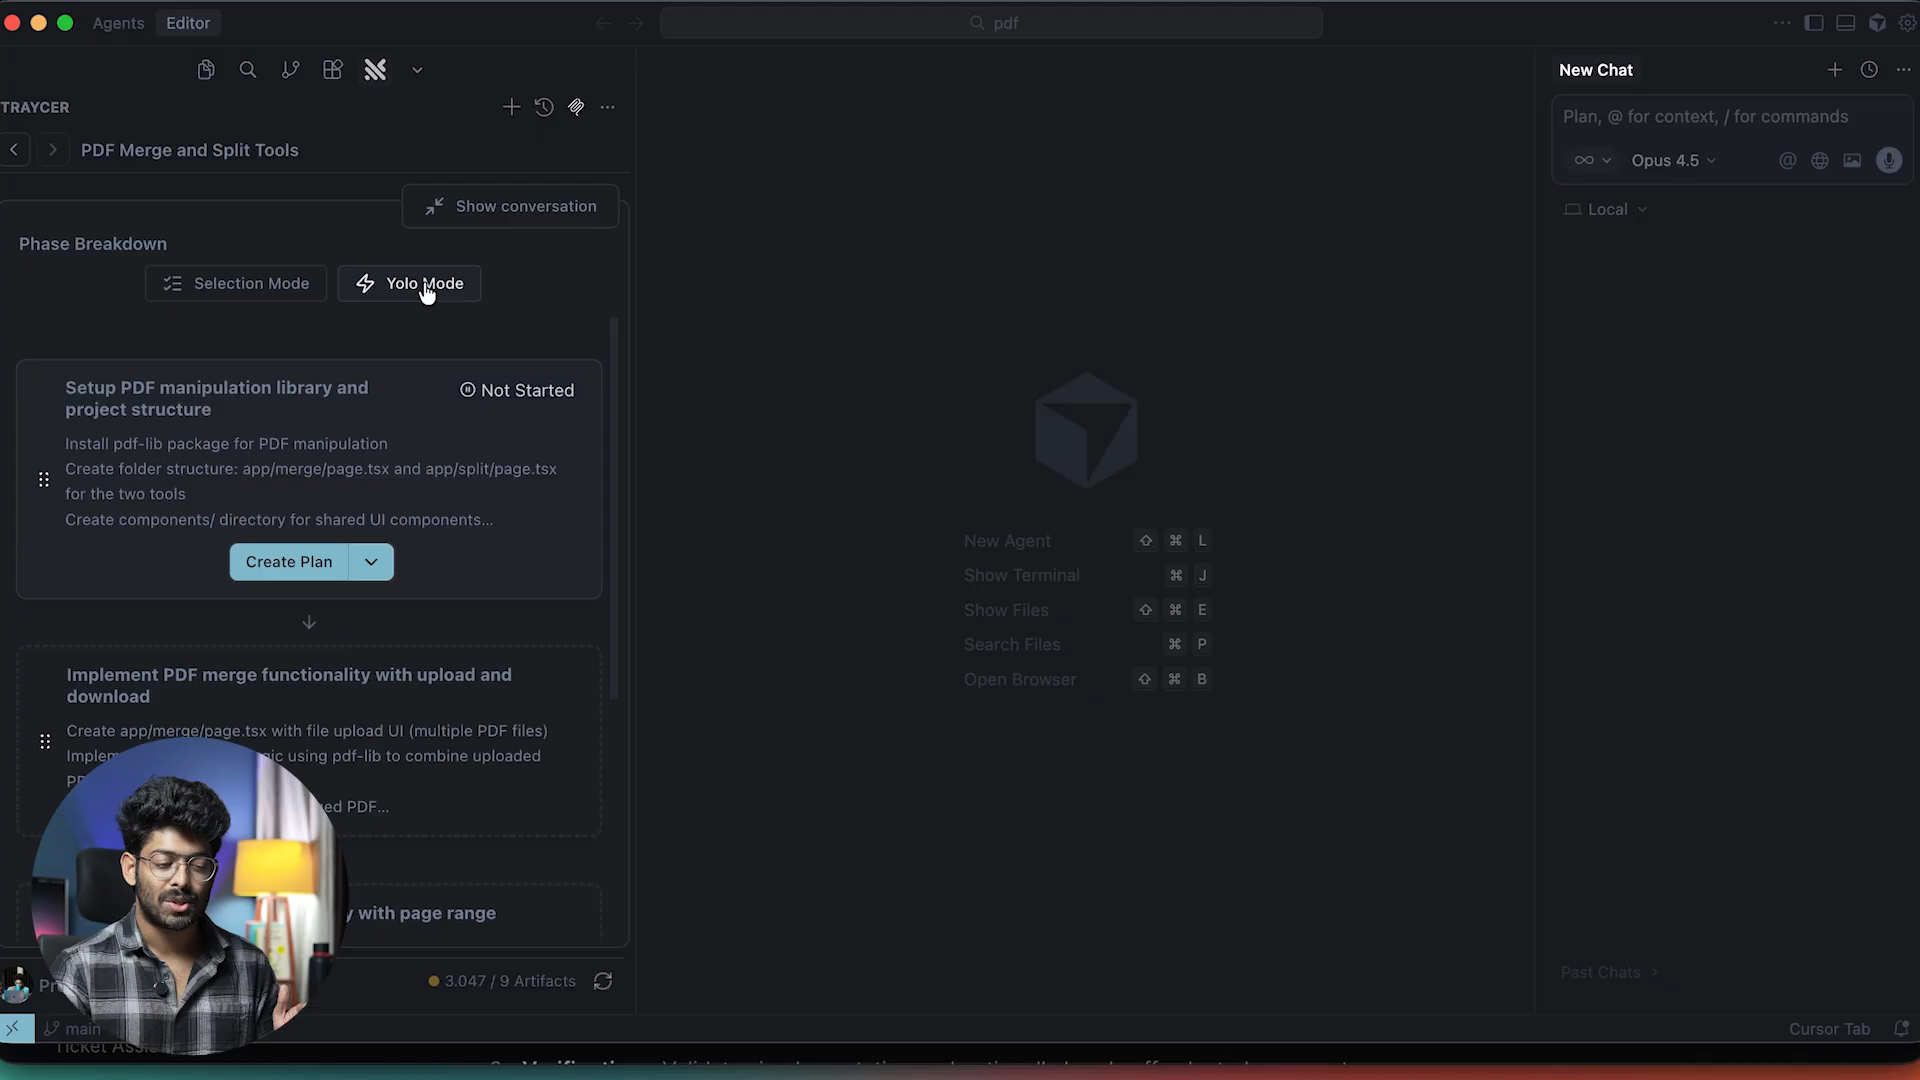 Agents
Editor
pdf
TRAYCER
PDF Merge and Split Tools
Show conversation
Phase Breakdown
Selection Mode
Yolo Mode
Setup PDF manipulation library and
project structure
Not Started
Install pdf-lib package for PDF manipulation
Create folder structure: app/merge/page.tsx and app/split/page.tsx
for the two tools
Create components/ directory for shared UI components...
Create Plan
Implement PDF merge functionality with upload and
download
Create app/merge/page.tsx with file upload UI (multiple PDF files)
using pdf-lib to combine uploaded
PDF...
with page range
3.047 / 9 Artifacts
main
New Agent ⇧ ⌘ L
Show Terminal ⌘ J
Show Files ⇧ ⌘ E
Search Files ⌘ P
Open Browser ⇧ ⌘ B
New Chat
Plan, @ for context, / for commands
∞ Opus 4.5
Local
Past Chats
Cursor Tab